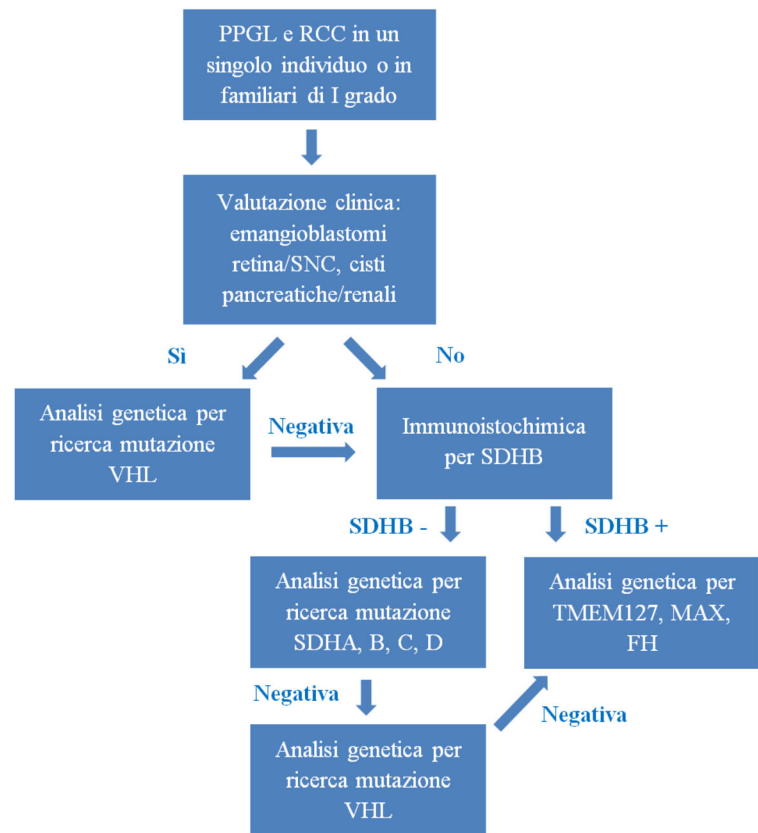 PPGL e RCC in un
singolo individuo o in
familiari di I grado
Valutazione clinica:
emangioblastomi
retina/SNC, cisti
pancreatiche/renali
Sì
No
Analisi genetica per
ricerca mutazione
VHL
Negativa
Immunoistochimica
per SDHB
SDHB -
SDHB +
Analisi genetica per
ricerca mutazione
SDHA, B, C, D
Analisi genetica per
TMEM127, MAX,
FH
Negativa
Negativa
Analisi genetica per
ricerca mutazione
VHL